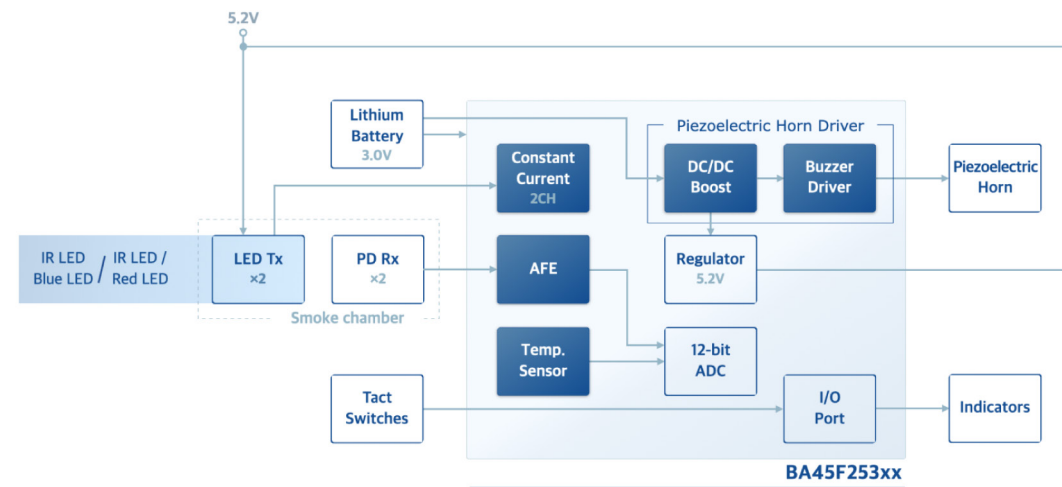 5.2V
Lithium
Battery
3.0V
Piezoelectric Horn Driver
Constant
Current
2CH
DC/DC
Boost
Buzzer
Driver
Piezoelectric
Horn
IR LED
Blue LED
/
IR LED /
Red LED
LED Tx
×2
PD Rx
×2
Smoke chamber
AFE
Regulator
5.2V
Temp.
Sensor
12-bit
ADC
Tact
Switches
I/O
Port
Indicators
BA45F253xx